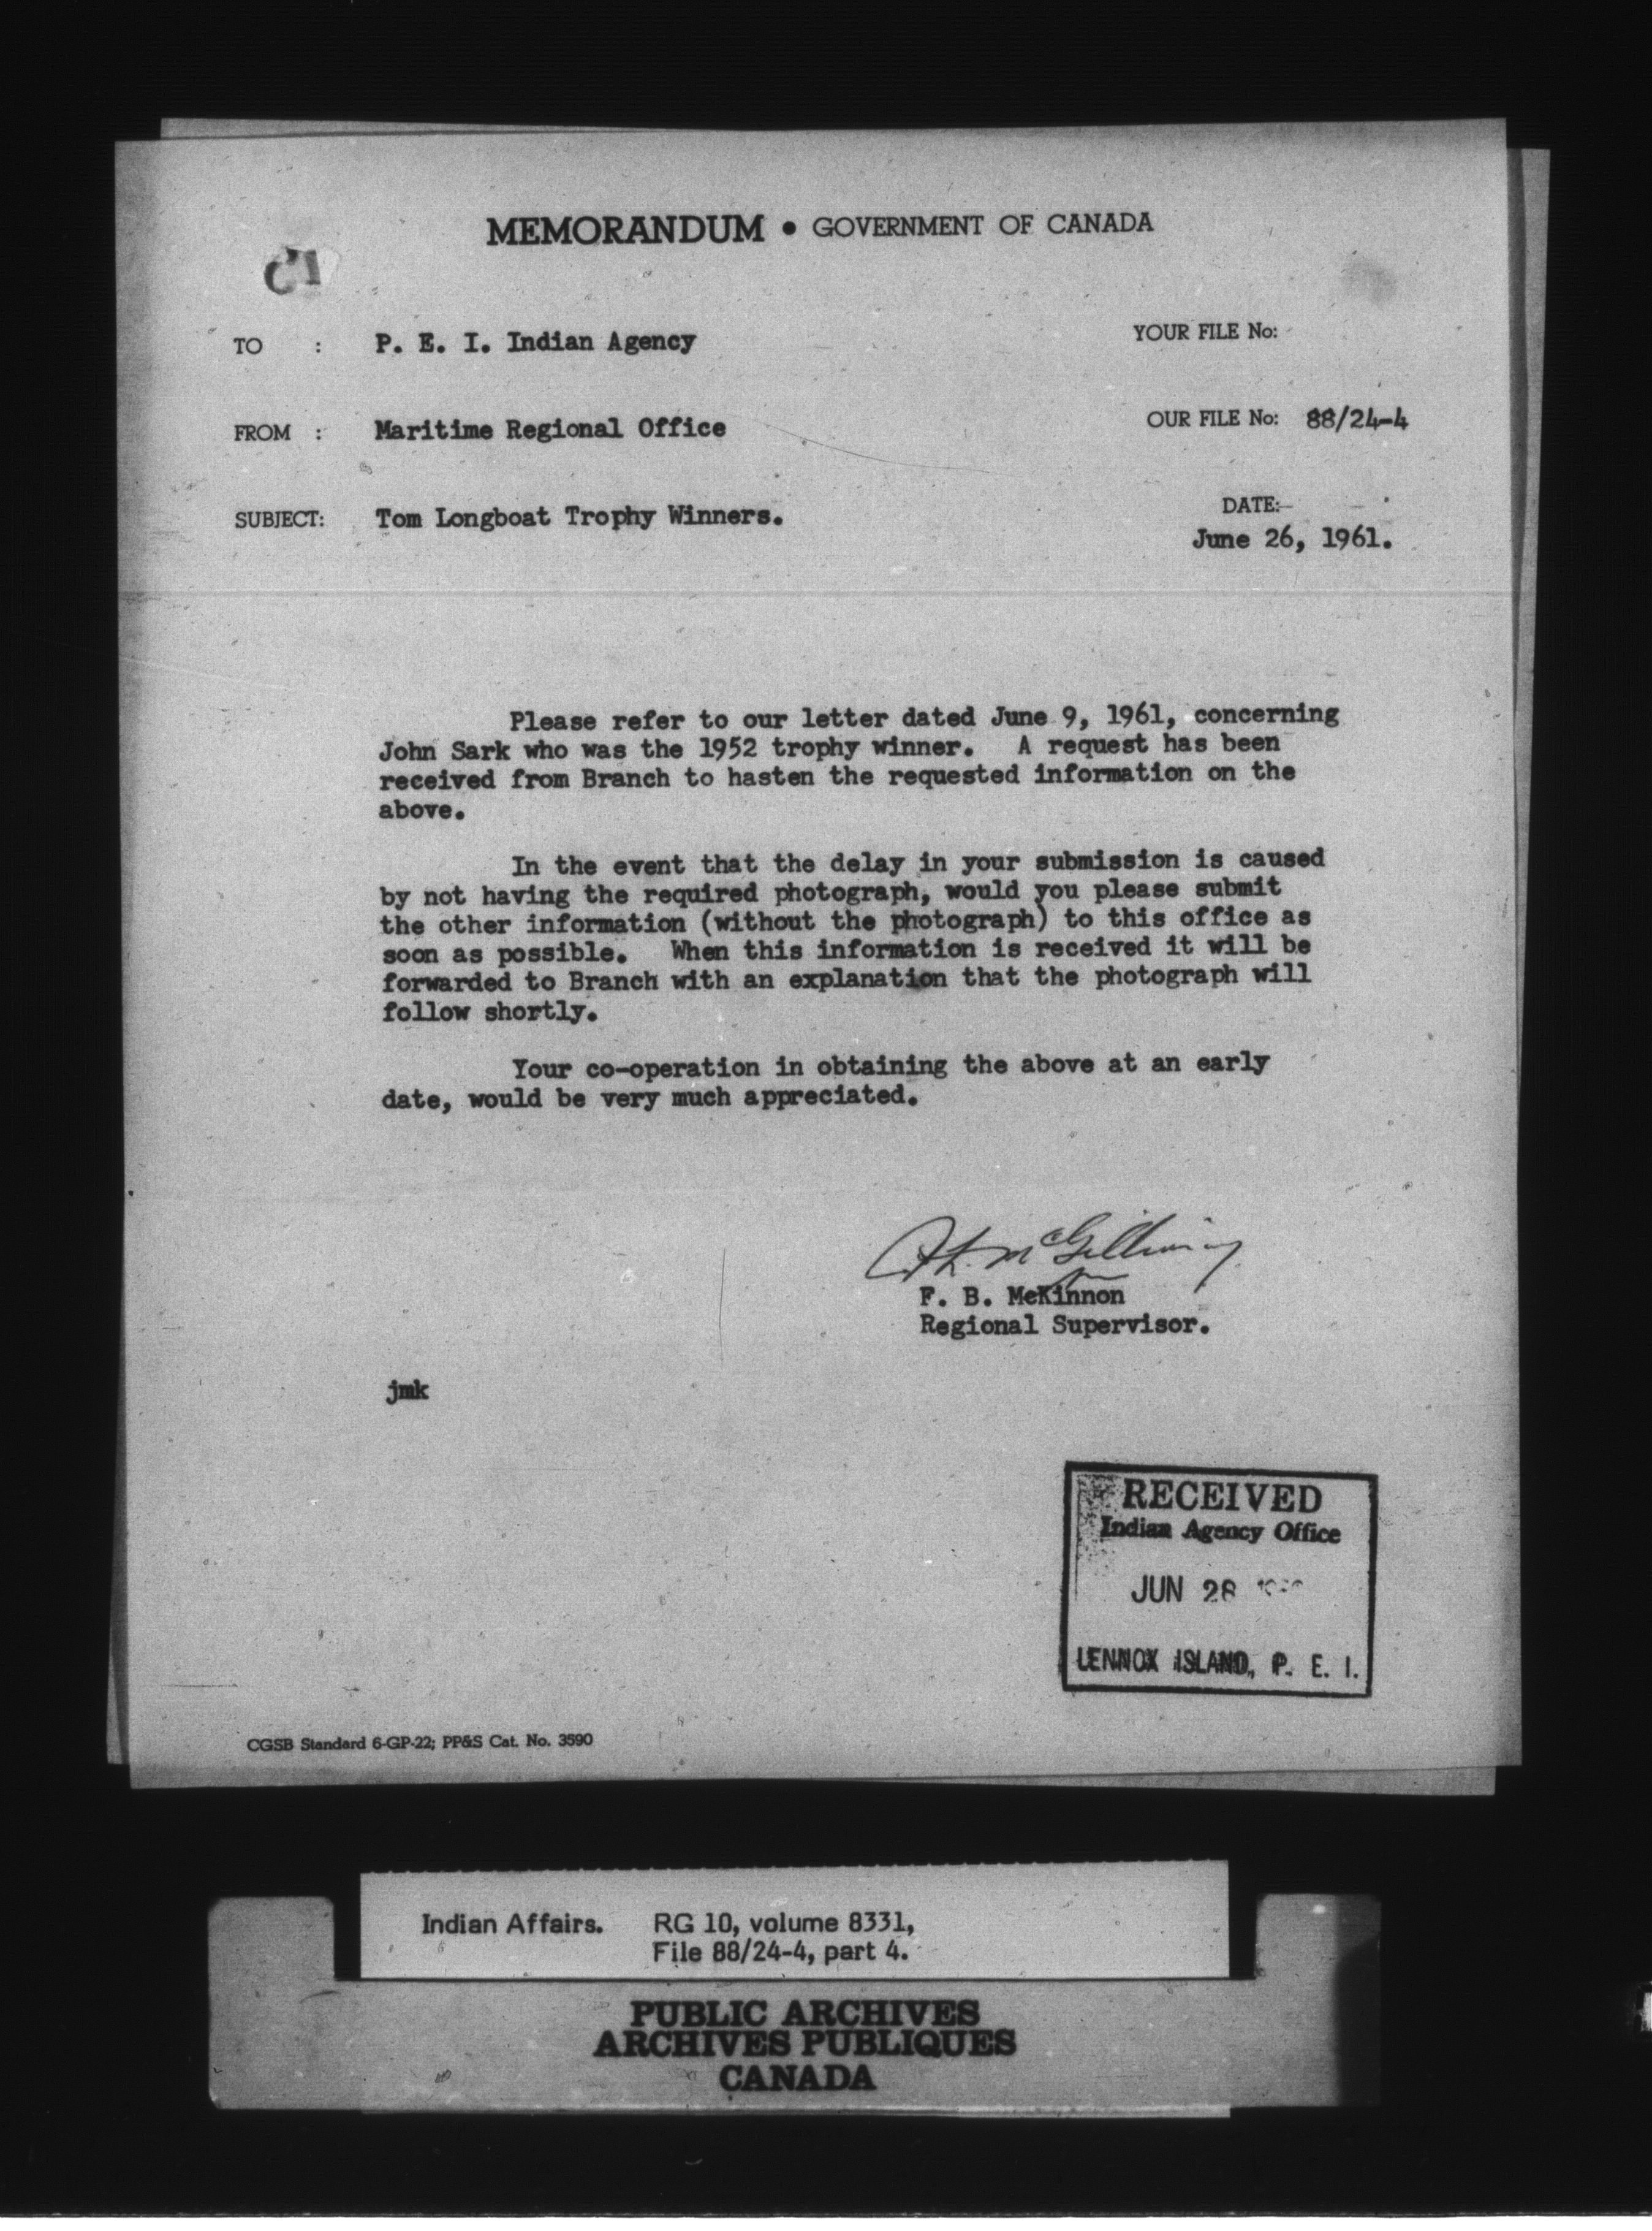 MEMORANDUM • GOVERNMENT OF CANADA
TO : P. E. I. Indian Agency
YOUR FILE No:
FROM : Maritime Regional Office
OUR FILE No: 88/24-4
SUBJECT: Tom Longboat Trophy Winners.
DATE:
June 26, 1961.
Please refer to our letter dated June 9, 1961, concerning
John Sark who was the 1952 trophy winner. A request has been
received from Branch to hasten the requested information on the
above.
In the event that the delay in your submission is caused
by not having the required photograph, would you please submit
the other information (without the photograph) to this office as
soon as possible. When this information is received it will be
forwarded to Branch with an explanation that the photograph will
follow shortly.
Your co-operation in obtaining the above at an early
date, would be very much appreciated.
F. B. McKinnon
Regional Supervisor.
jmk
RECEIVED
Indian Agency Office
JUN 28
LENNOX ISLAND, P. E. I.
CGSB Standard 6-GP-22; PP&S Cat. No. 3590
Indian Affairs. RG 10, volume 8331,
File 88/24-4, part 4.
PUBLIC ARCHIVES
ARCHIVES PUBLIQUES
CANADA